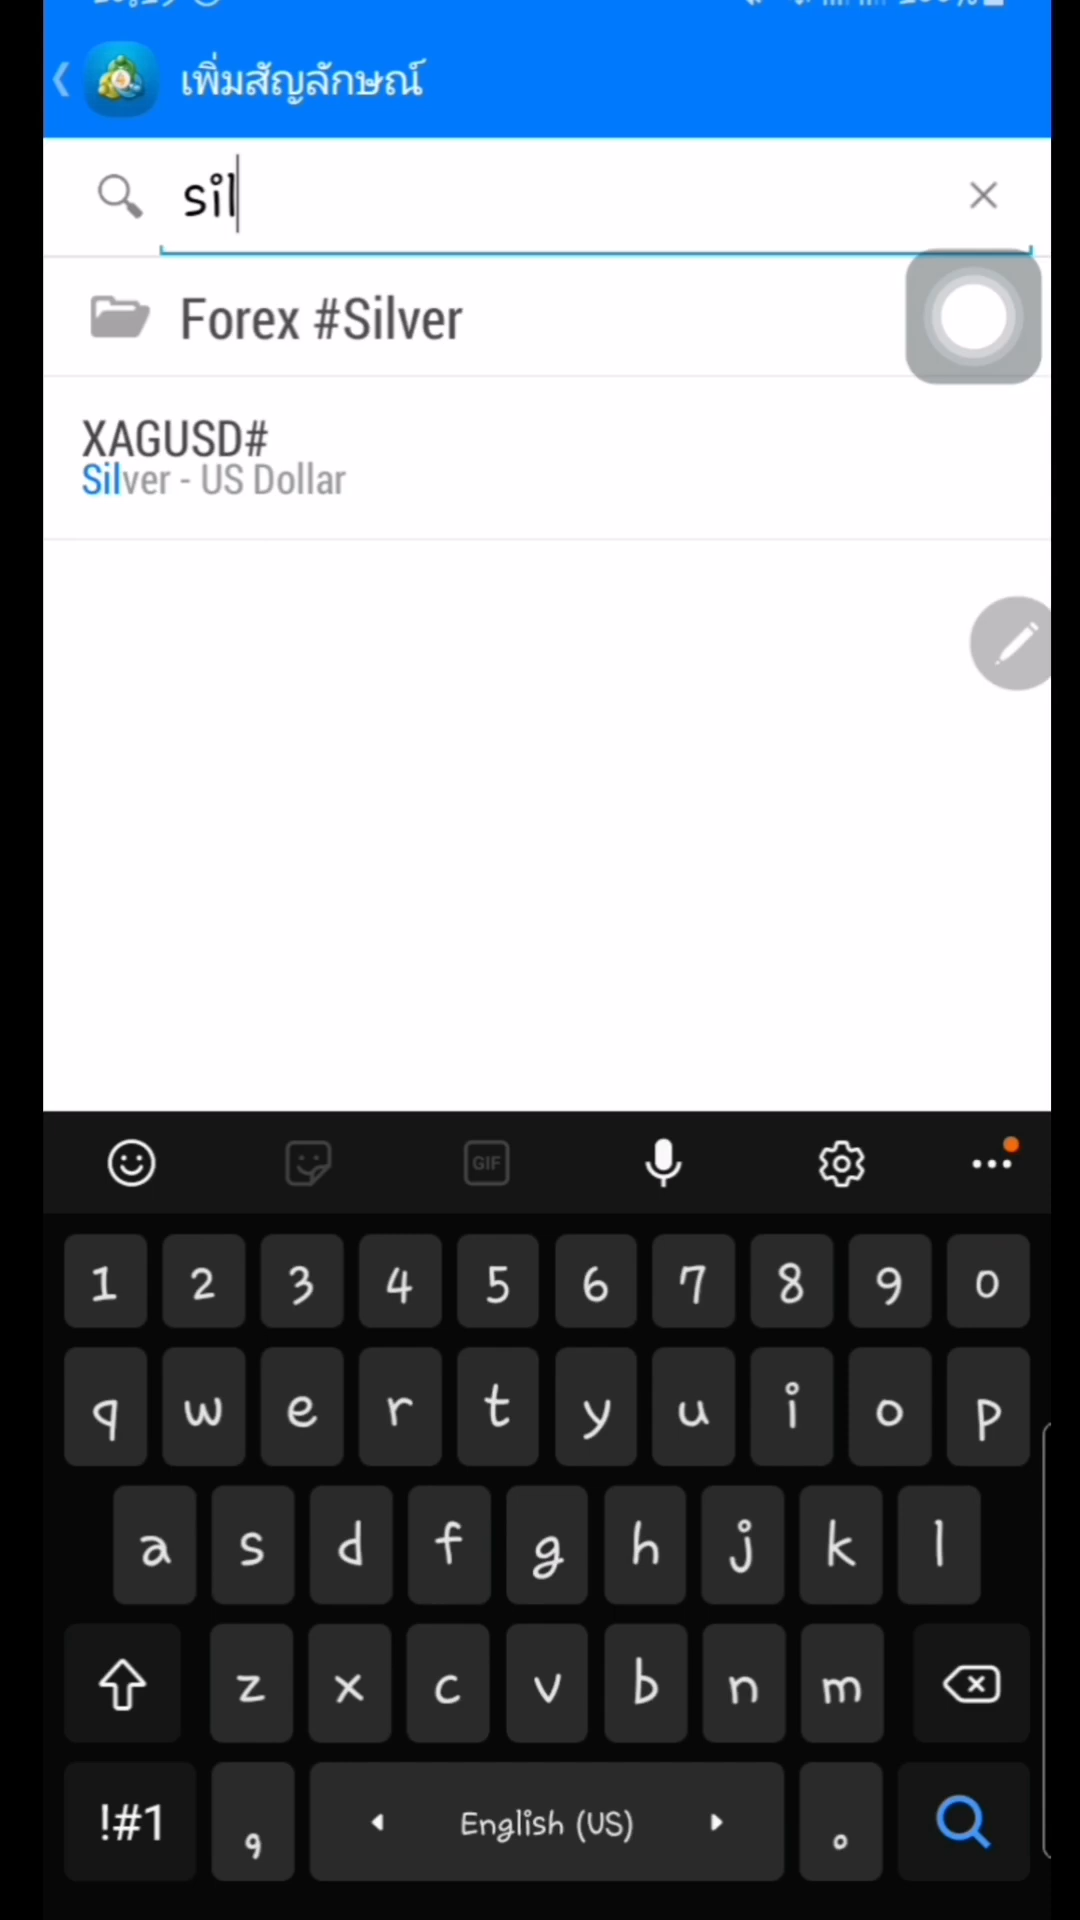 เพิ่มสัญลักษณ์
sil
Forex #Silver
XAGUSD#
Silver - US Dollar
GIF
1 2 3 4 5 6 7 8 9 0
q w e r t y u i o p
a s d f g h j k l
z x c v b n m
!#1 , English (US) .